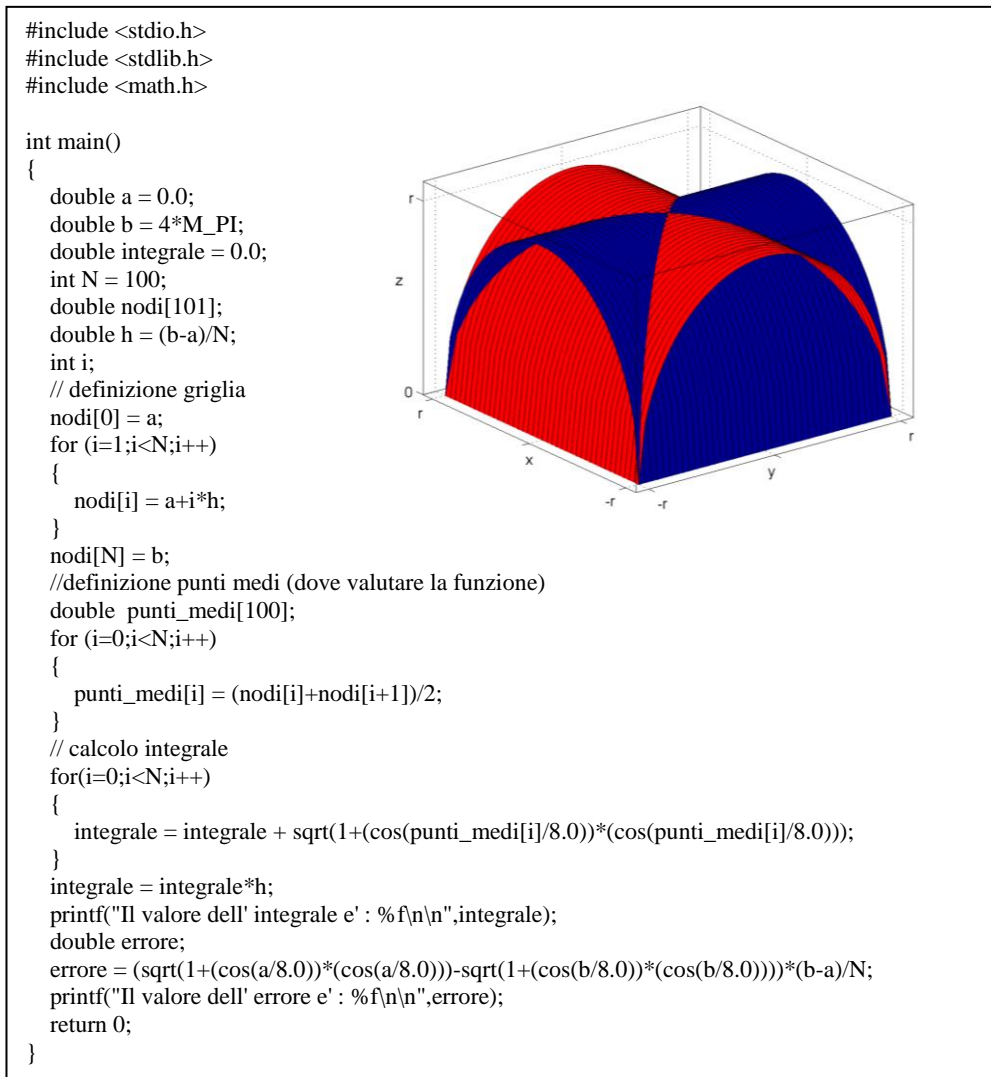 #include <stdio.h>
#include <stdlib.h>
#include <math.h>
int main()
{
double a = 0.0;
double b = 4*M_PI;
double integrale = 0.0;
int N = 100;
double nodi[101];
double h = (b-a)/N;
int i;
// definizione griglia
nodi[0] = a;
for (i=1;i<N;i++)
{
nodi[i] = a+i*h;
}
nodi[N] = b;
//definizione punti medi (dove valutare la funzione)
double  punti_medi[100];
for (i=0;i<N;i++)
{
punti_medi[i] = (nodi[i]+nodi[i+1])/2;
}
// calcolo integrale
for(i=0;i<N;i++)
{
integrale = integrale + sqrt(1+(cos(punti_medi[i]/8.0))*(cos(punti_medi[i]/8.0)));
}
integrale = integrale*h;
printf("Il valore dell' integrale e' : %f\n\n",integrale);
double errore;
errore = (sqrt(1+(cos(a/8.0))*(cos(a/8.0)))-sqrt(1+(cos(b/8.0))*(cos(b/8.0))))*(b-a)/N;
printf("Il valore dell' errore e' : %f\n\n",errore);
return 0;
}
r
z
0
r
x
-r
-r
y
r